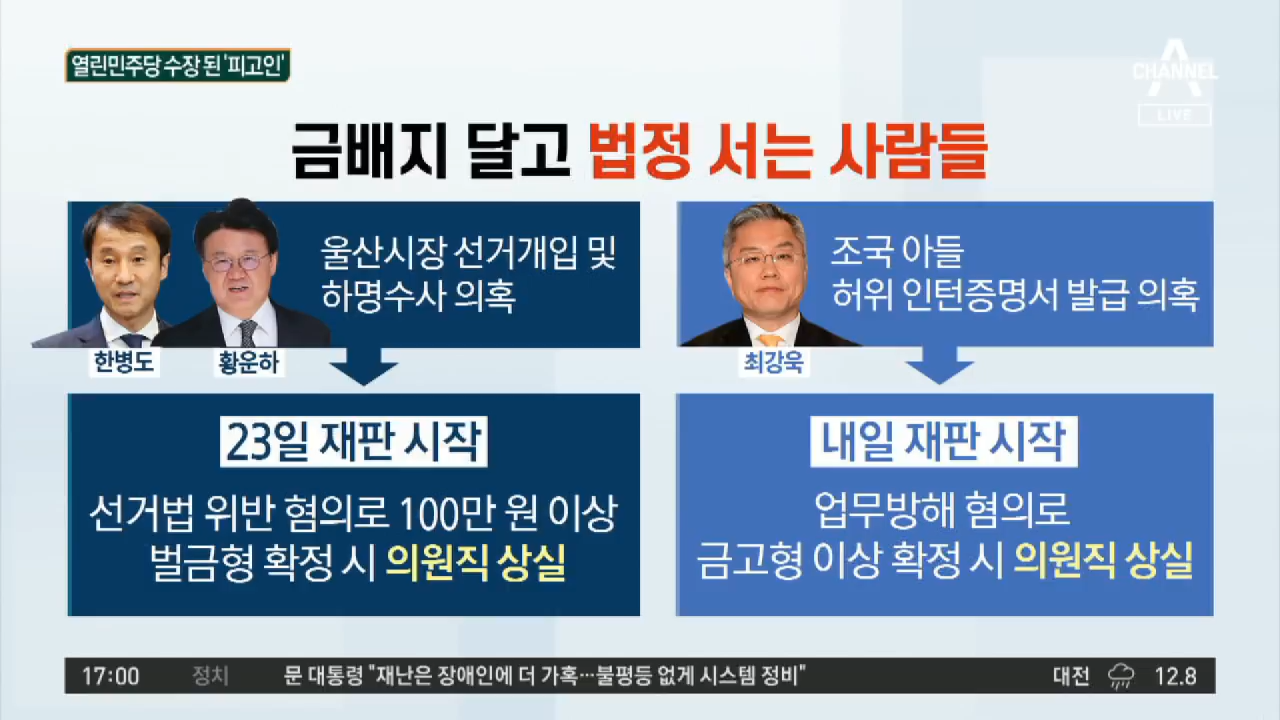 열린민주당 수장 된 '피고인'
CHANNEL A
LIVE
금배지 달고 법정 서는 사람들
울산시장 선거개입 및
하명수사 의혹
한병도
황운하
23일 재판 시작
선거법 위반 혐의로 100만 원 이상
벌금형 확정 시 의원직 상실
조국 아들
허위 인턴증명서 발급 의혹
최강욱
내일 재판 시작
업무방해 혐의로
금고형 이상 확정 시 의원직 상실
17:00 정치 문 대통령 "재난은 장애인에 더 가혹…불평등 없게 시스템 정비" 대전 12.8